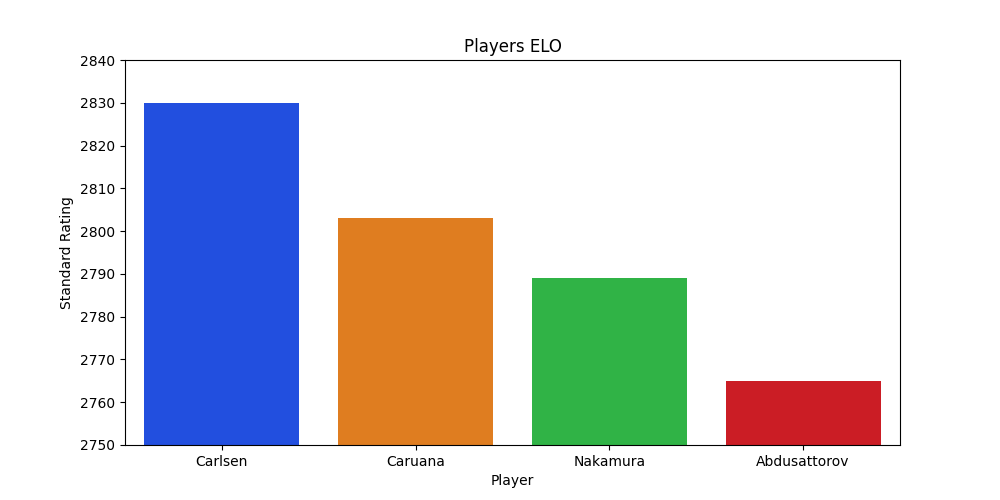 Players ELO
2840
2830
2820
2810
2800
2790
2780
2770
2760
2750
Standard Rating
Carlsen Caruana Nakamura Abdusattorov
Player